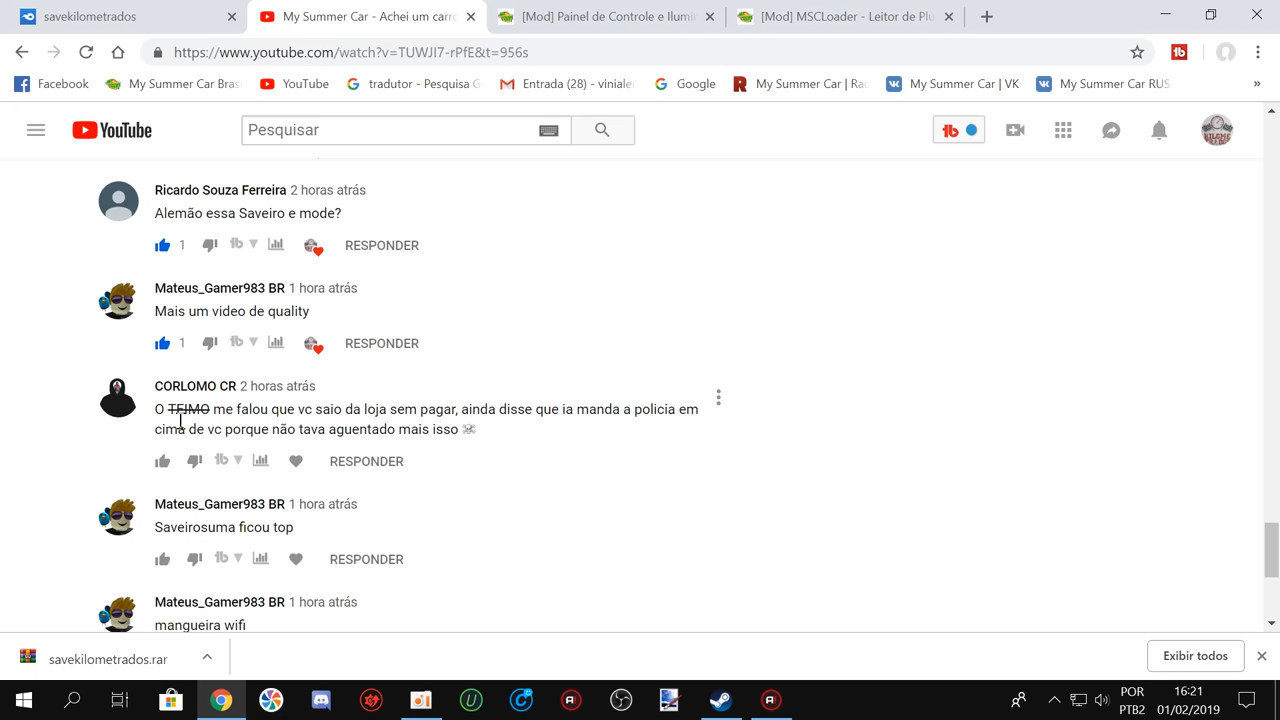 savekilometrados
My Summer Car - Achei um carro
[Mod] Painel de Controle e Ilumi
[Mod] MSCLoader - Leitor de Plu
https://www.youtube.com/watch?v=TUWJI7-rPfE&t=956s
Facebook
My Summer Car Bras
YouTube
tradutor - Pesquisa G
Entrada (28) - vinialen
Google
My Summer Car | Rac
My Summer Car | VK
My Summer Car RUS
»
YouTube
Pesquisar
Ricardo Souza Ferreira 2 horas atrás
Alemão essa Saveiro e mode?
1 RESPONDER
Mateus_Gamer983 BR 1 hora atrás
Mais um video de quality
1 RESPONDER
CORLOMO CR 2 horas atrás
O TEIMO me falou que vc saio da loja sem pagar, ainda disse que ia manda a policia em
cima de vc porque não tava aguentado mais isso ☠
RESPONDER
Mateus_Gamer983 BR 1 hora atrás
Saveirosuma ficou top
RESPONDER
Mateus_Gamer983 BR 1 hora atrás
mangueira wifi
savekilometrados.rar
Exibir todos
POR
PTB2
16:21
01/02/2019